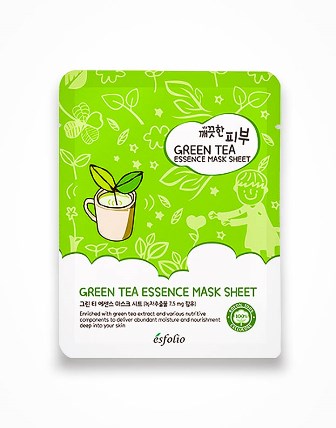 깨끗한 피부
GREEN TEA
ESSENCE MASK SHEET
GREEN TEA ESSENCE MASK SHEET
그린 티 에센스 마스크 시트 (녹차추출물 7.5 mg 함유)
Enriched with green tea extract and various nutritive
components to deliver abundant moisture and nourishment
deep into your skin
100%
esfolio